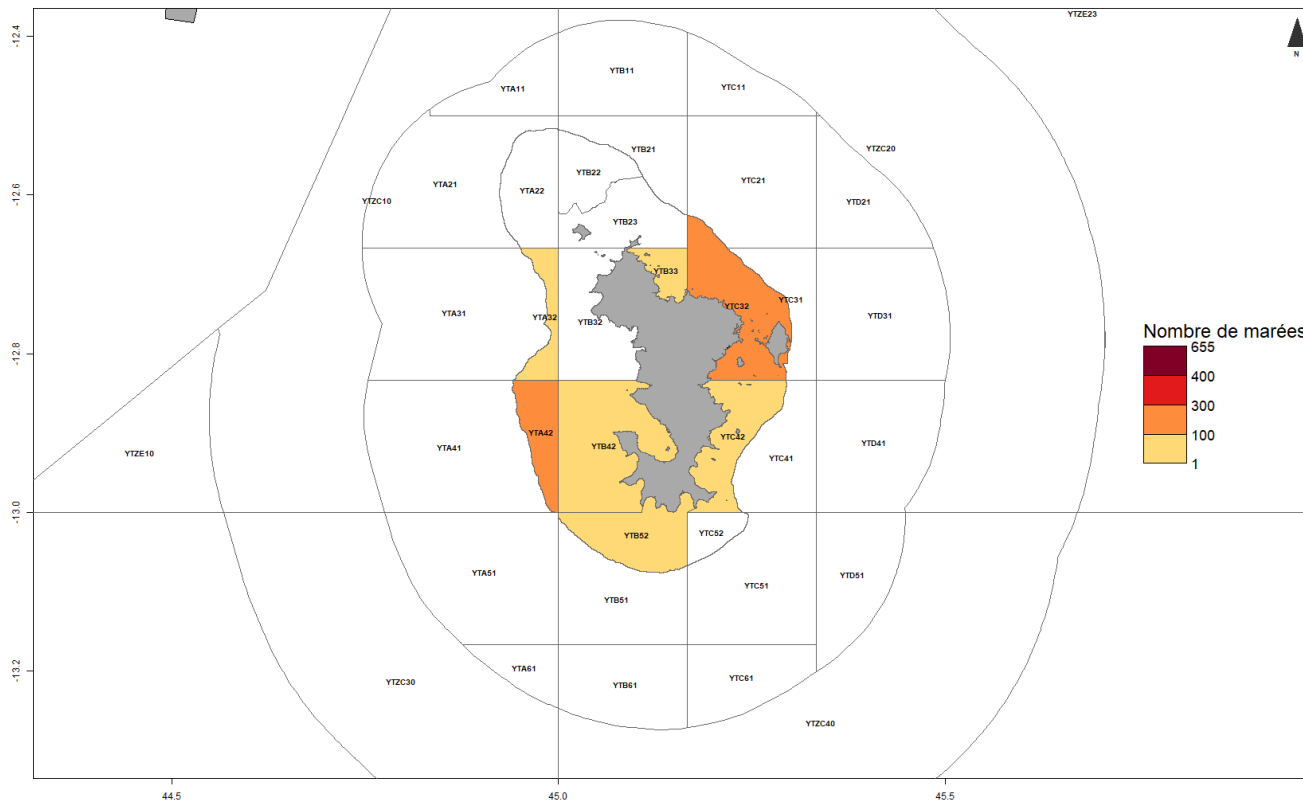 YTZE23
-12.4
N
YTB11
YTA11
YTC11
YTB21
YTZC20
YTB22
YTC21
YTA21
YTA22
-12.6
YTZC10
YTD21
YTB23
YTB33
YTC31
YTC32
YTA31
YTA32
YTB32
YTD31
Nombre de marées
655
400
300
100
1
-12.8
YTA42
YTC42
YTD41
YTA41
YTB42
YTZE10
YTC41
-13.0
YTB52
YTC52
YTA51
YTD51
YTC51
YTB51
YTA61
-13.2
YTC61
YTZC30
YTB61
YTZC40
44.5
45.0
45.5